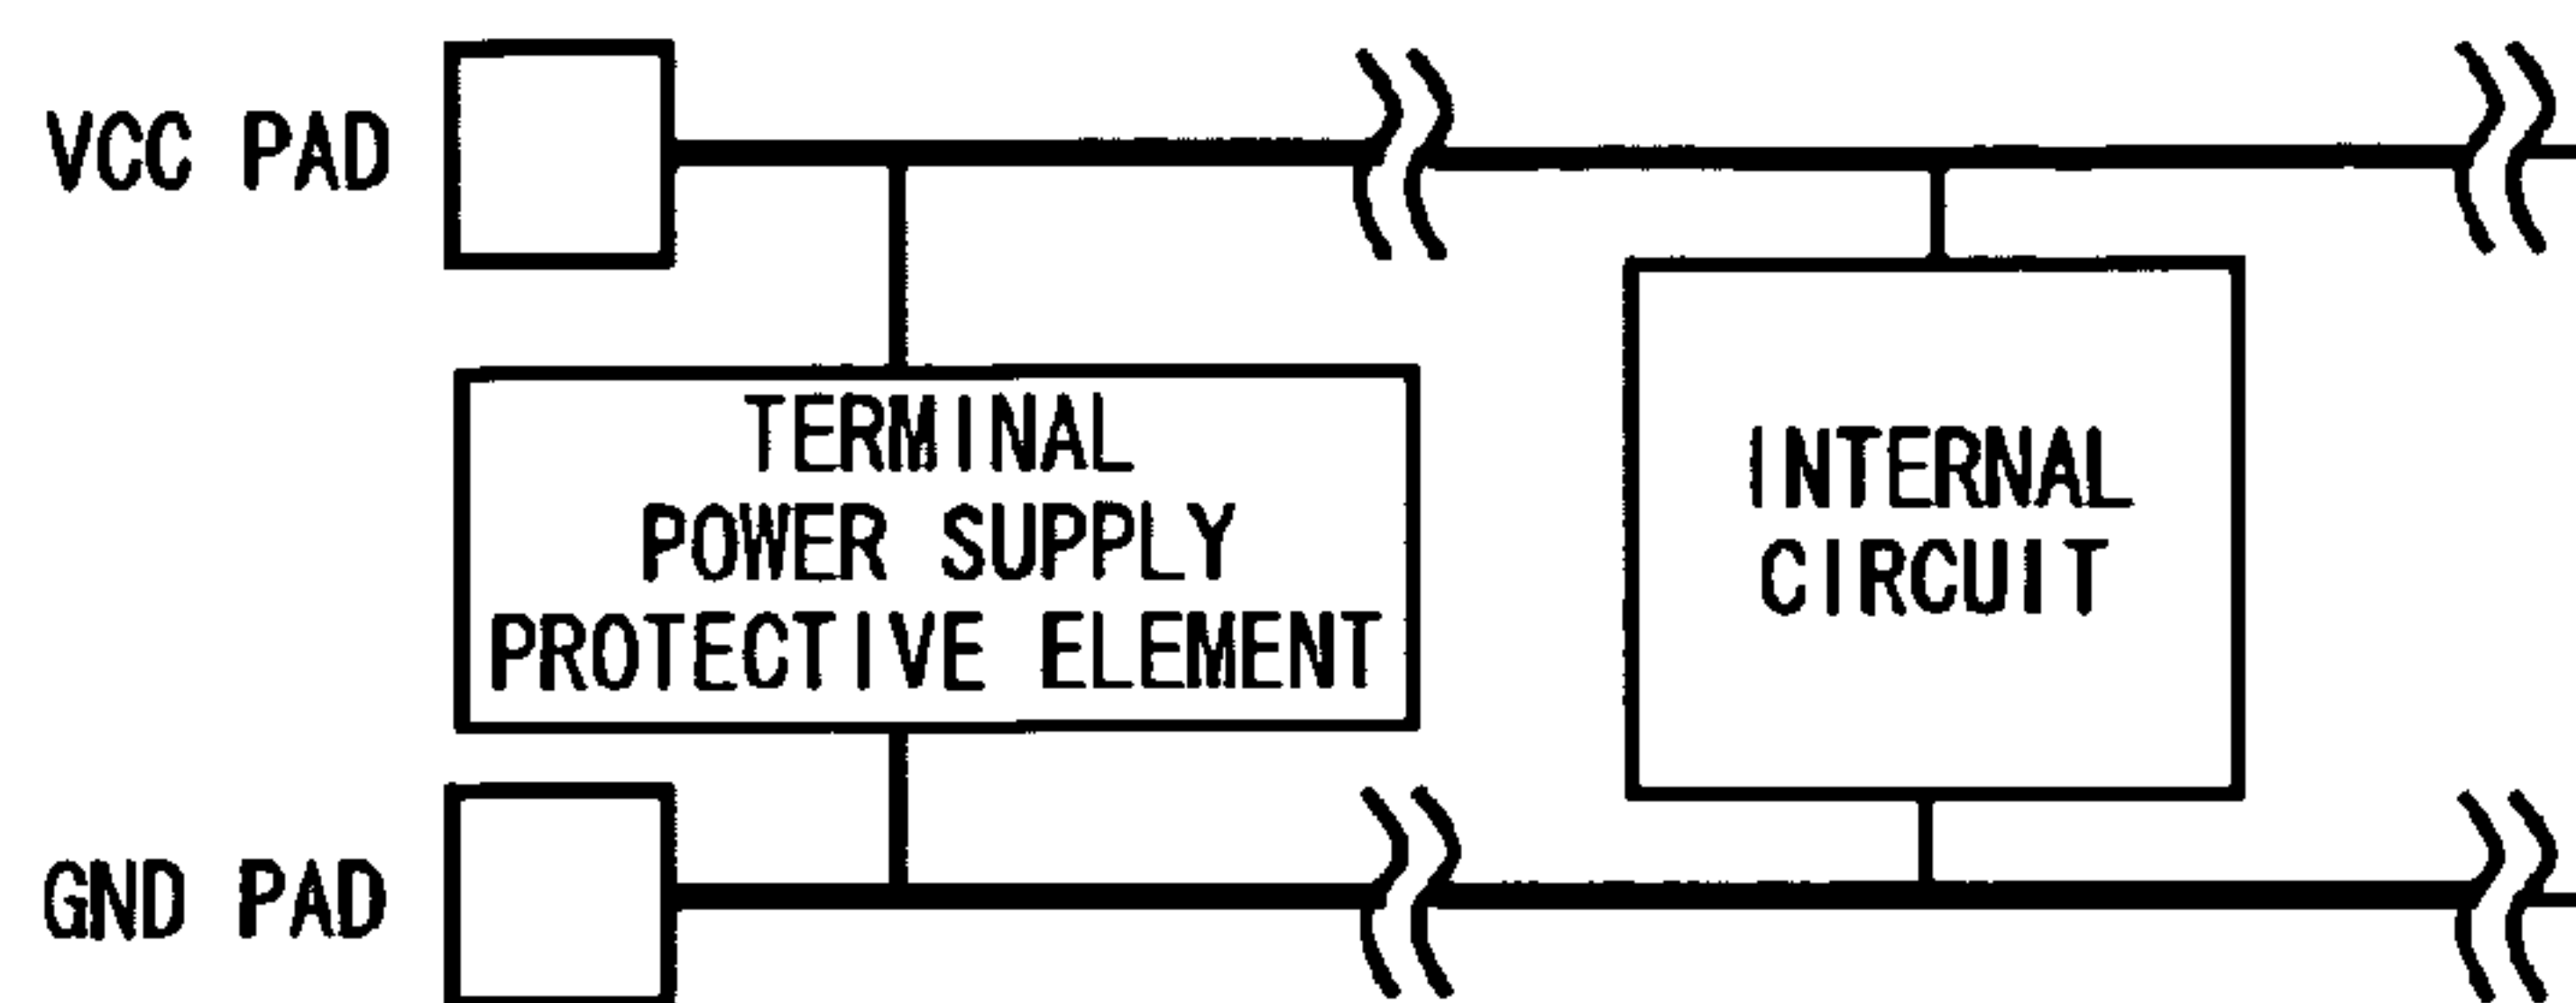 VCC PAD
TERMINAL
POWER SUPPLY
PROTECTIVE ELEMENT
INTERNAL
CIRCUIT
GND PAD